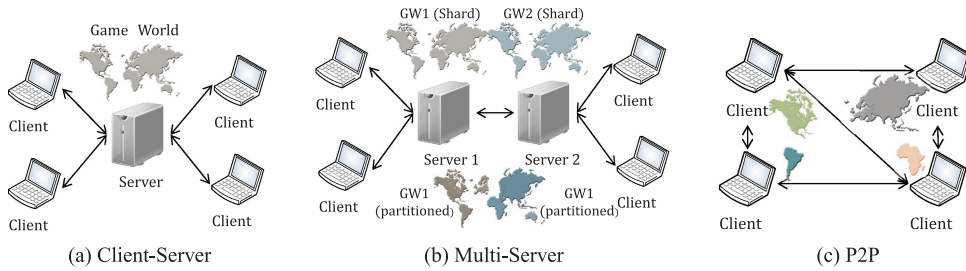 Game World
Client
Client
Server
Client
Client
(a) Client-Server
GW1 (Shard)
GW2 (Shard)
Client
Client
Server 1
Server 2
Client
Client
GW1
(partitioned)
GW1
(partitioned)
(b) Multi-Server
Client
Client
Client
Client
(c) P2P